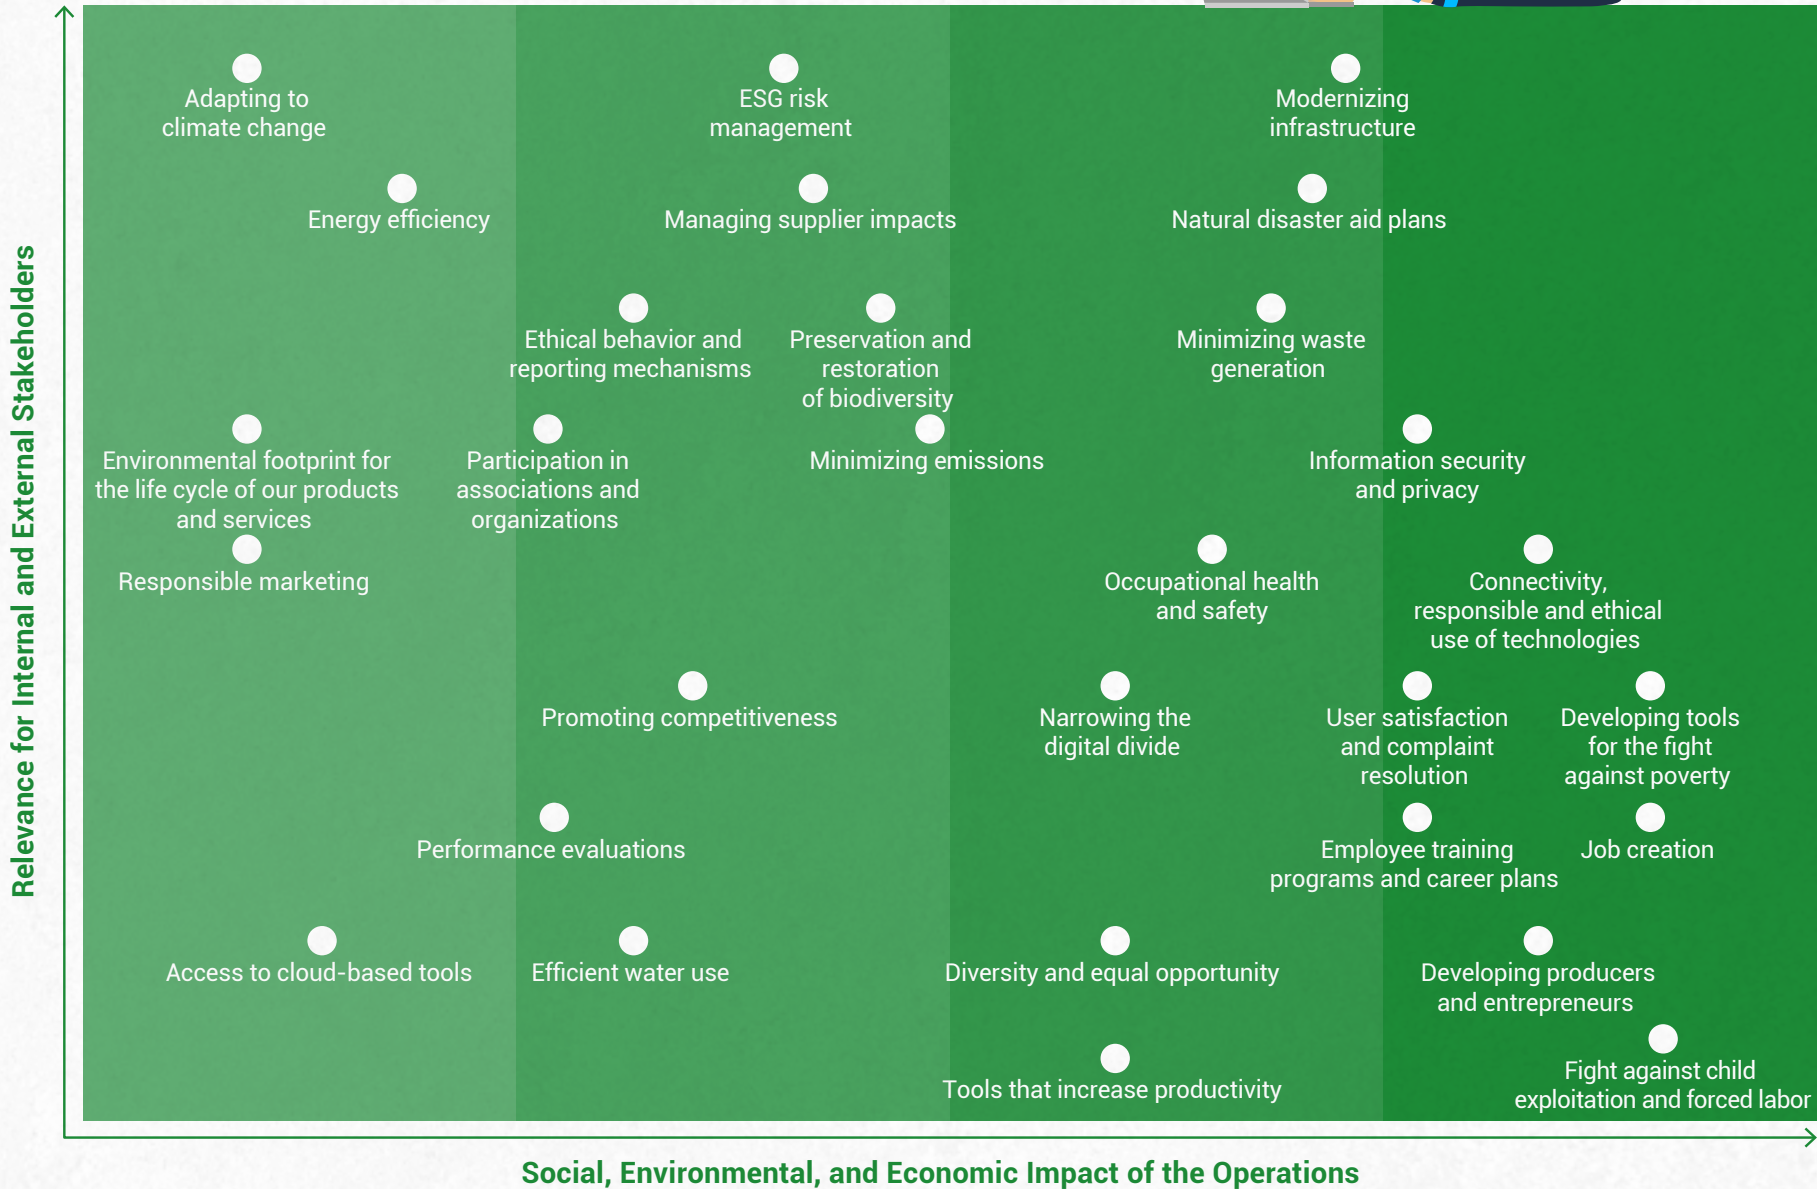 Relevance for Internal and External Stakeholders
Adapting to
climate change
ESG risk
management
Modernizing
infrastructure
Energy efficiency
Managing supplier impacts
Natural disaster aid plans
Ethical behavior and
reporting mechanisms
Preservation and
restoration
of biodiversity
Minimizing waste
generation
Environmental footprint for
the life cycle of our products
and services
Participation in
associations and
organizations
Minimizing emissions
Information security
and privacy
Responsible marketing
Occupational health
and safety
Connectivity,
responsible and ethical
use of technologies
Promoting competitiveness
Narrowing the
digital divide
User satisfaction
and complaint
resolution
Developing tools
for the fight
against poverty
Performance evaluations
Employee training
programs and career plans
Job creation
Access to cloud-based tools
Efficient water use
Diversity and equal opportunity
Developing producers
and entrepreneurs
Tools that increase productivity
Fight against child
exploitation and forced labor
Social, Environmental, and Economic Impact of the Operations